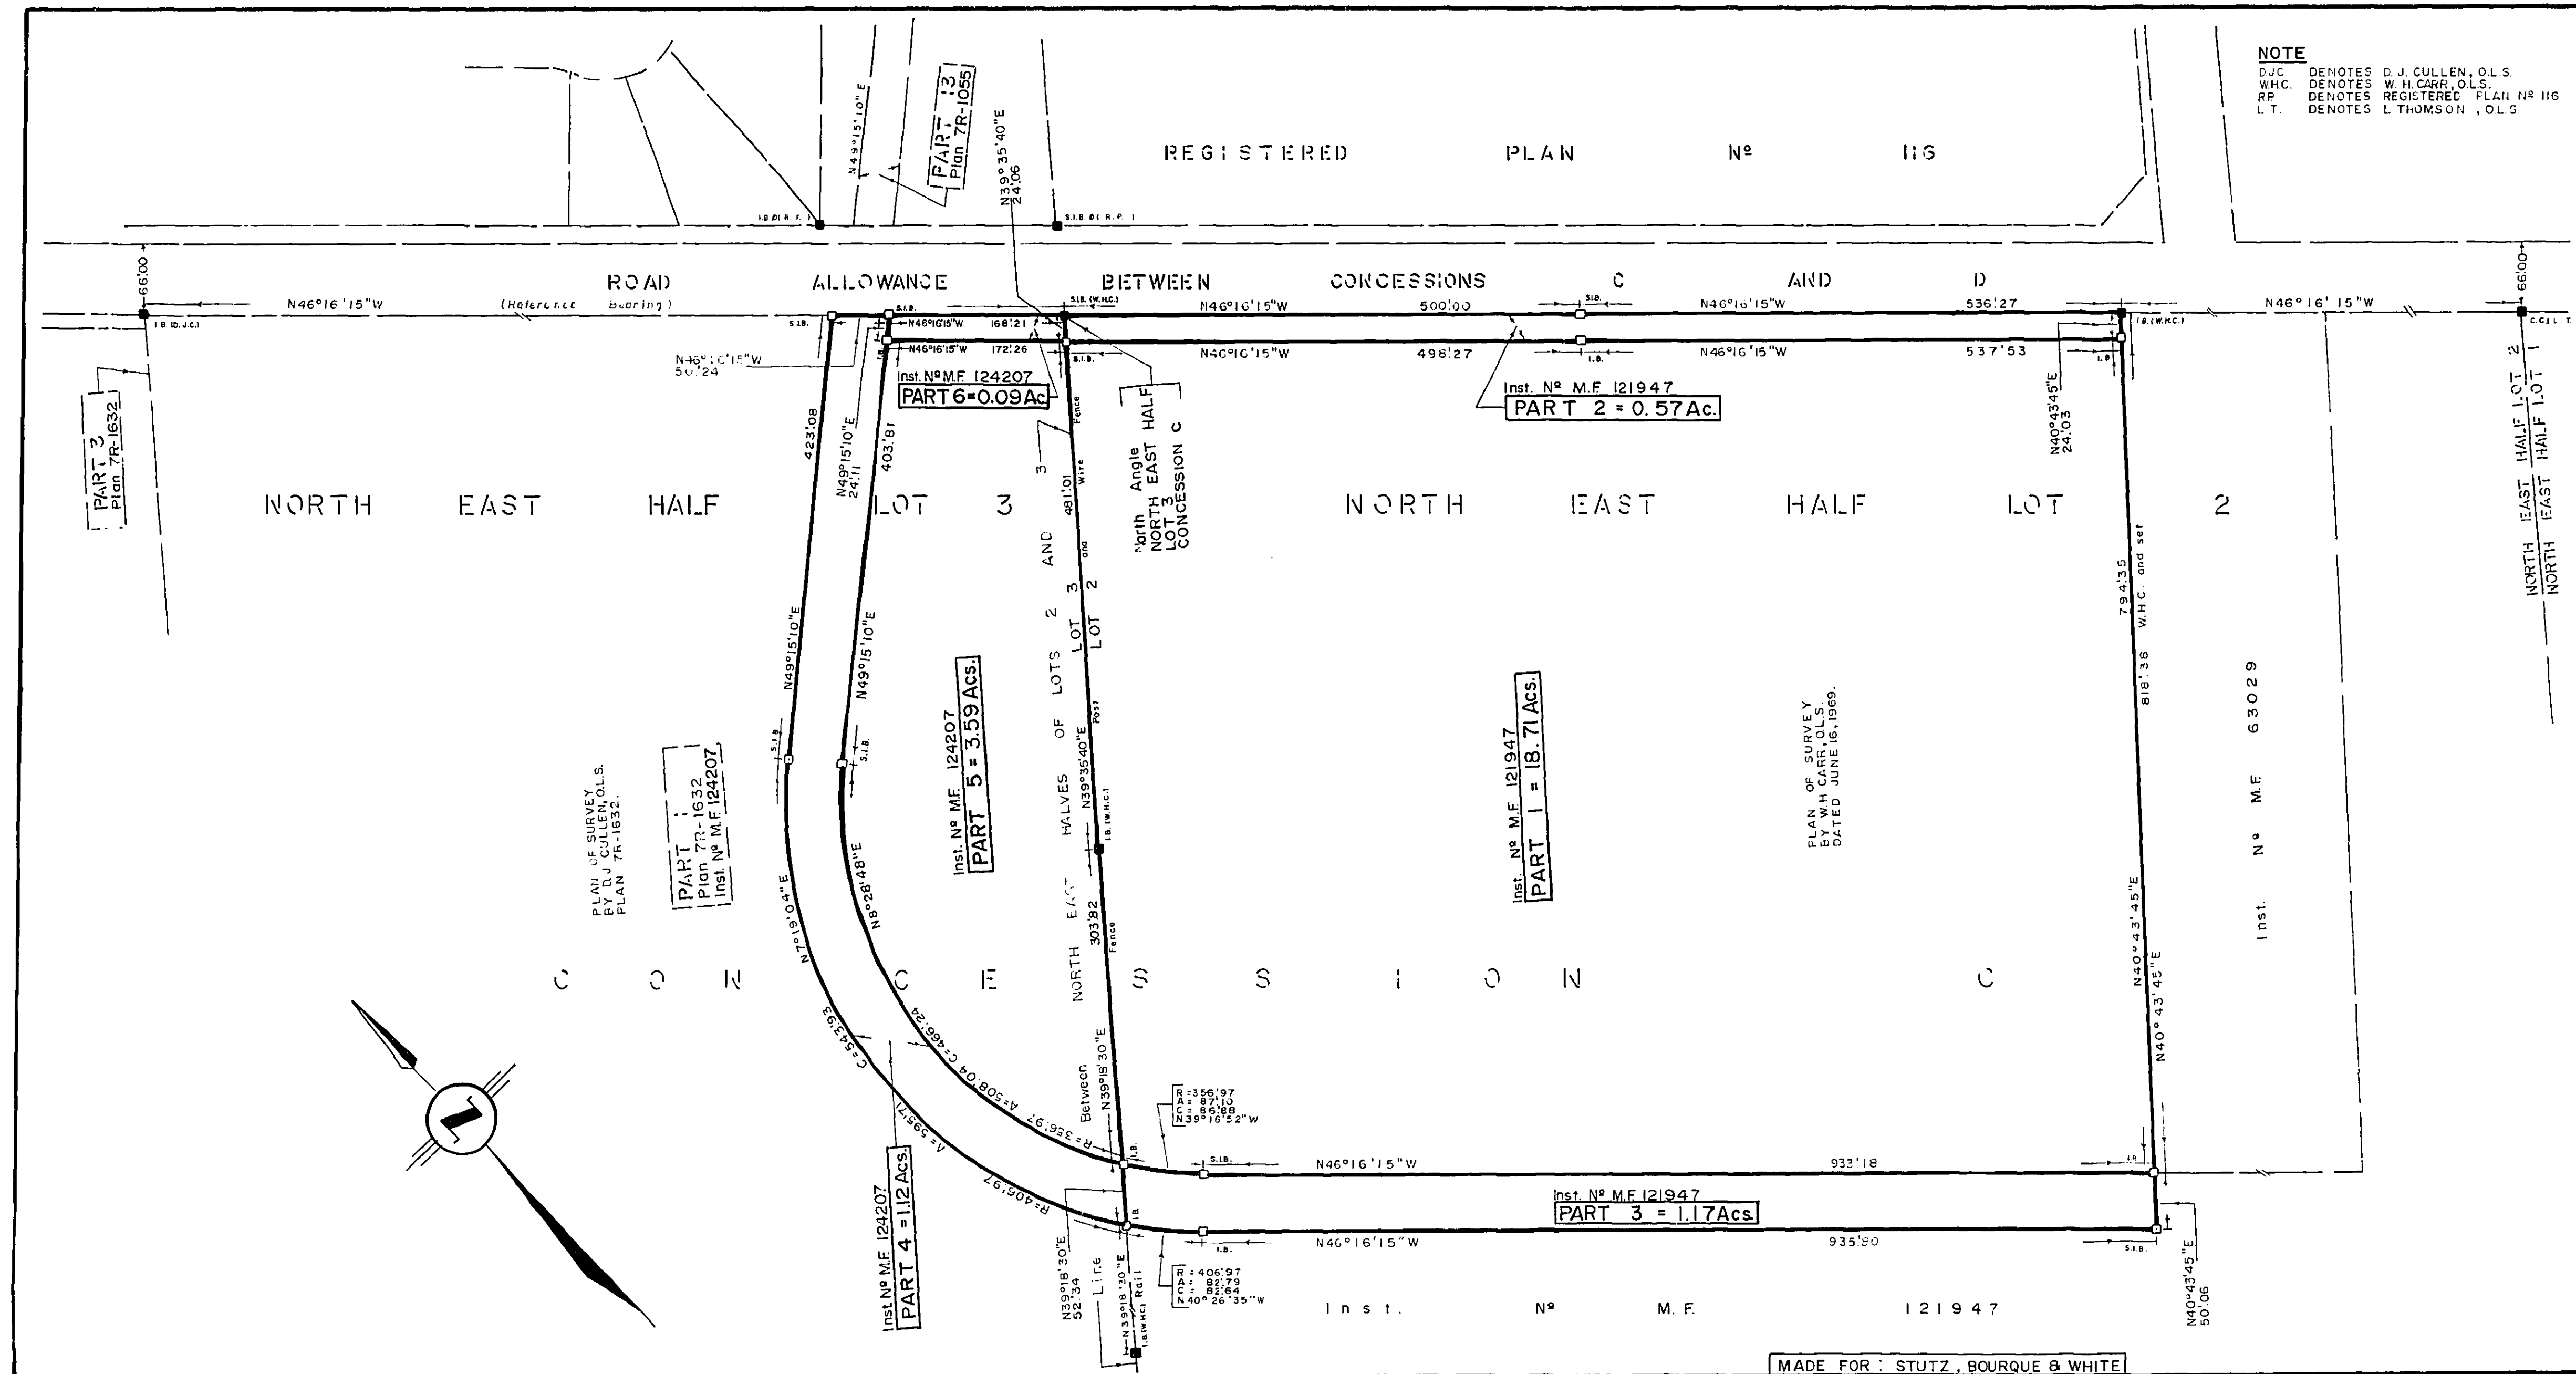 NOTE
DJC DENOTES D.J. CULLEN, O.L.S.
W.H.C. DENOTES W.H. CARR, O.L.S.
RP DENOTES REGISTERED PLAN Nº 116
L.T. DENOTES L THOMSON, O.L.S.
REGISTERED PLAN Nº 116
PART 13
Plan 7R-1055
N49°15'10"E
N39°35'40"E
24.06
I.B.Ø(R.P.)
S.I.B.Ø(R.P.)
ROAD ALLOWANCE BETWEEN CONCESSIONS C AND D
66.00
66.00
N46°16'15"W
(Reference bearing)
I.B.(D.J.C.)
S.I.B.
S.I.B.
N46°16'15"W 168.21
S.I.B.(W.H.C.)
N46°16'15"W 500.00
S.I.B.
N46°16'15"W 536.27
I.B.(W.H.C.)
N46°16'15"W
N46°16'15"W
50.24
I.B.
N46°16'15"W 172.26
S.I.B.
N46°16'15"W 498.27
I.B.
N46°16'15"W 537.53
I.B.
Inst. Nº M.F. 124207
PART 6=0.09Ac.
Inst. Nº M.F. 121947
PART 2 = 0.57Ac.
N40°43'45"E
24.03
PART 3
Plan 7R-1632
423.08
N49°15'10"E
24.11
403.81
North Angle
NORTH EAST HALF
LOT 3
CONCESSION C
NORTH EAST HALF LOT 2
NORTH EAST HALF LOT 1
NORTH EAST HALF LOT 3
NORTH EAST HALF LOT 2
Line Between NORTH EAST HALVES OF LOTS 2 AND 3
LOT 3
LOT 2
481.01
Fence
wire
and
Post
N39°35'40"E
I.B.(W.H.C.)
303.82
Fence
N39°18'30"E
N49°15'10"E
N49°15'10"E
S.I.B.
S.I.B.
Inst. Nº M.F. 124207
PART 5 = 3.59Acs.
Inst. Nº M.F. 121947
PART 1 = 18.71Acs.
PLAN OF SURVEY
BY W.H. CARR, O.L.S.
DATED JUNE 16, 1969.
794.35
818.38 W.H.C. and set
N40°43'45"E
N40°43'45"E
Inst. Nº M.F. 63029
PLAN OF SURVEY
BY D.J. CULLEN, O.L.S.
PLAN 7R-1632.
PART 1
Plan 7R-1632
Inst. Nº M.F. 124207
N7°19'04"E
N8°28'48"E
CONCESSION C
C=543.93
A=595.71
R=406.97
C=466.24
A=508.04
R=356.97
R=356.97
A=87.10
C=86.88
N39°16'52"W
I.B.
S.I.B.
N46°16'15"W 933.18
I.B.
Inst. Nº M.F. 121947
PART 3 = 1.17Acs.
Inst. Nº M.F. 124207
PART 4 = 1.12Acs.
N39°18'30"E
52.34
I.B.
I.B.
N46°16'15"W 935.80
S.I.B.
N40°43'45"E
50.06
R=406.97
A=82.79
C=82.64
N40°26'35"W
N39°18'30"E
I.B.(W.H.C.) Rail
Inst. Nº M.F. 121947
MADE FOR : STUTZ, BOURQUE & WHITE